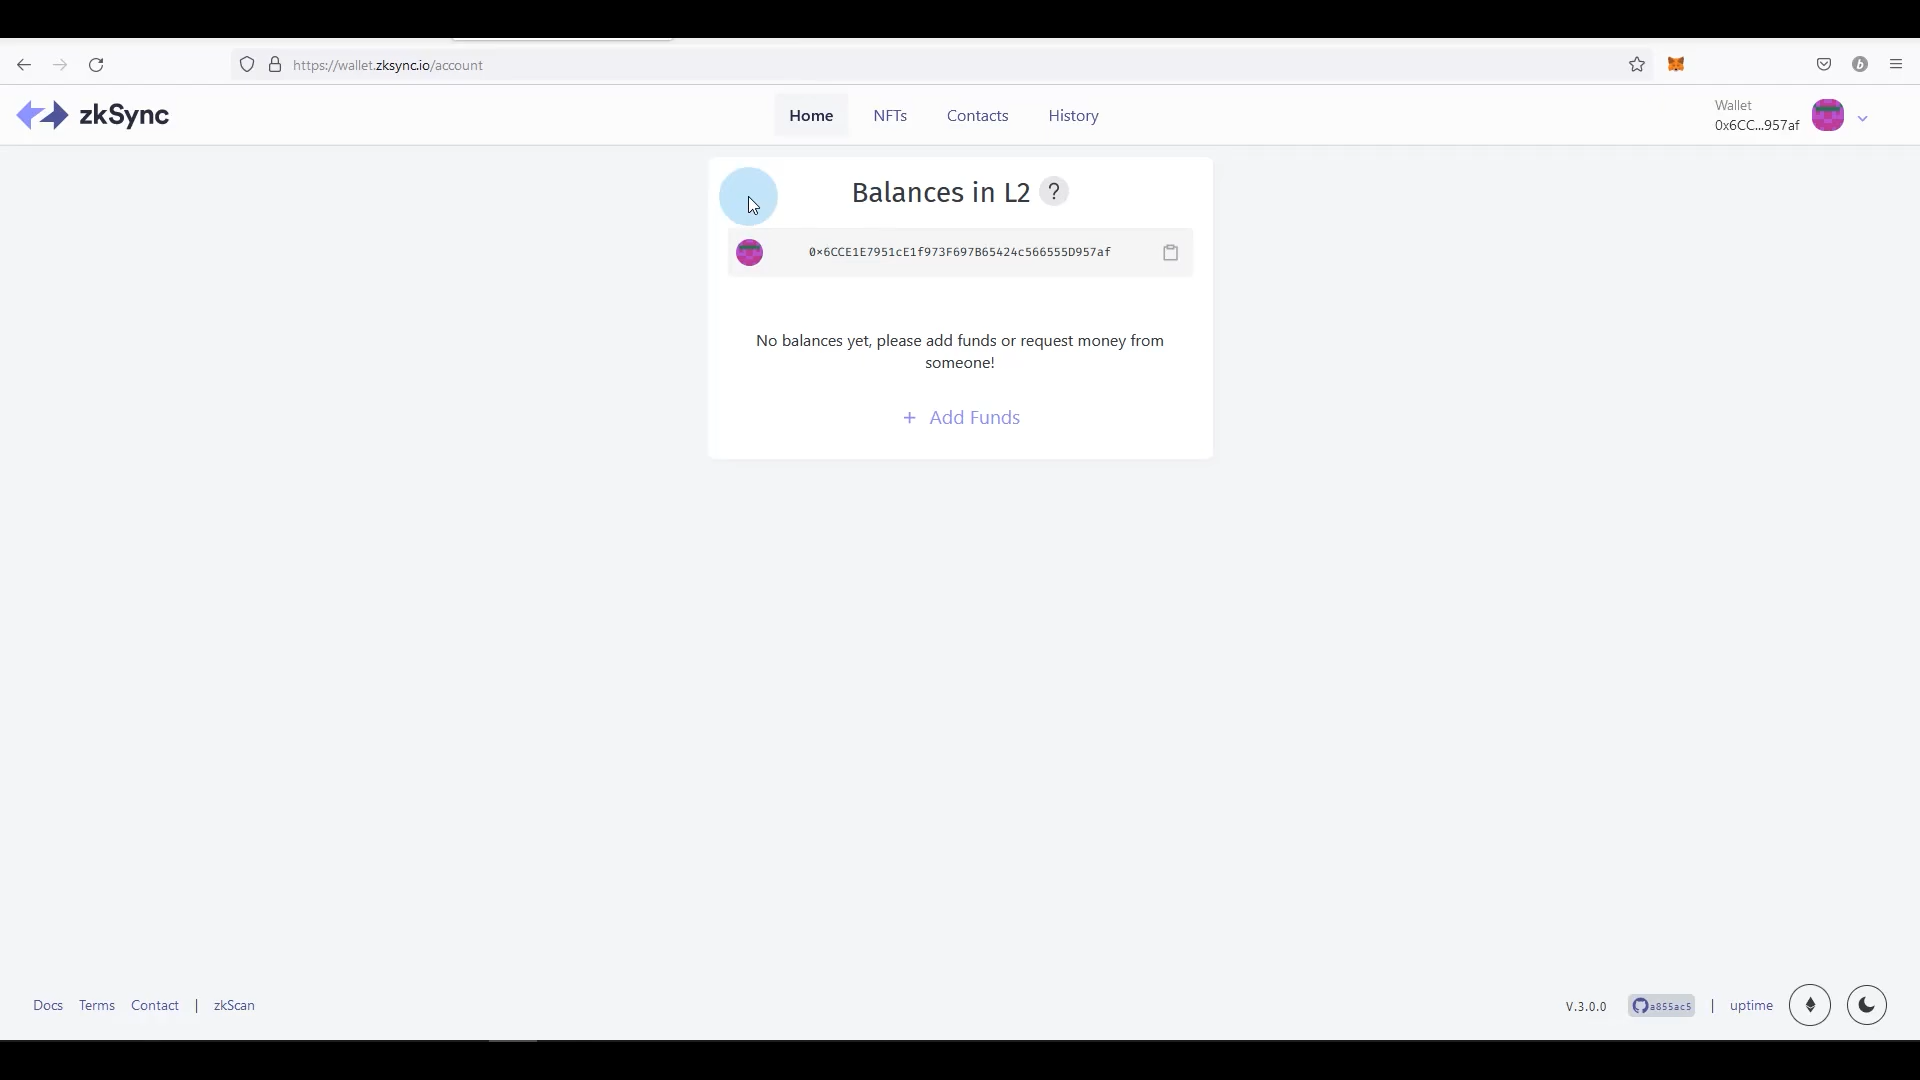 https://wallet.zksync.io/account
zkSync
Home
NFTs
Contacts
History
Wallet
0x6CC...957af
Balances in L2 ?
0×6CCE1E7951cE1f973F697B65424c566555D957af
No balances yet, please add funds or request money from
someone!
+ Add Funds
Docs
Terms
Contact
|
zkScan
V.3.0.0
a855ac5
|
uptime